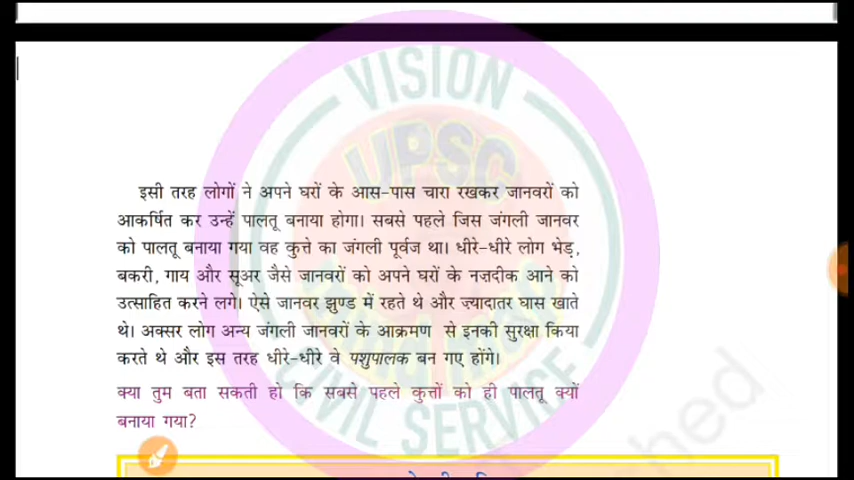 VISION
UPSC
CIVIL SERVICE
इसी तरह लोगों ने अपने घरों के आस-पास चारा रखकर जानवरों को
आकर्षित कर उन्हें पालतू बनाया होगा। सबसे पहले जिस जंगली जानवर
को पालतू बनाया गया वह कुत्ते का जंगली पूर्वज था। धीरे-धीरे लोग भेड़,
बकरी, गाय और सूअर जैसे जानवरों को अपने घरों के नज़दीक आने को
उत्साहित करने लगे। ऐसे जानवर झुण्ड में रहते थे और ज़्यादातर घास खाते
थे। अक्सर लोग अन्य जंगली जानवरों के आक्रमण से इनकी सुरक्षा किया
करते थे और इस तरह धीरे-धीरे वे पशुपालक बन गए होंगे।
क्या तुम बता सकती हो कि सबसे पहले कुत्तों को ही पालतू क्यों
बनाया गया?